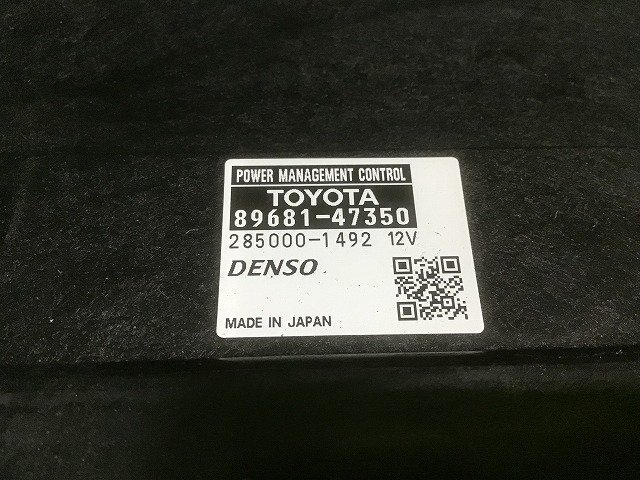 POWER MANAGEMENT CONTROL
TOYOTA
89681-47350
285000-1492 12V
DENSO
MADE IN JAPAN